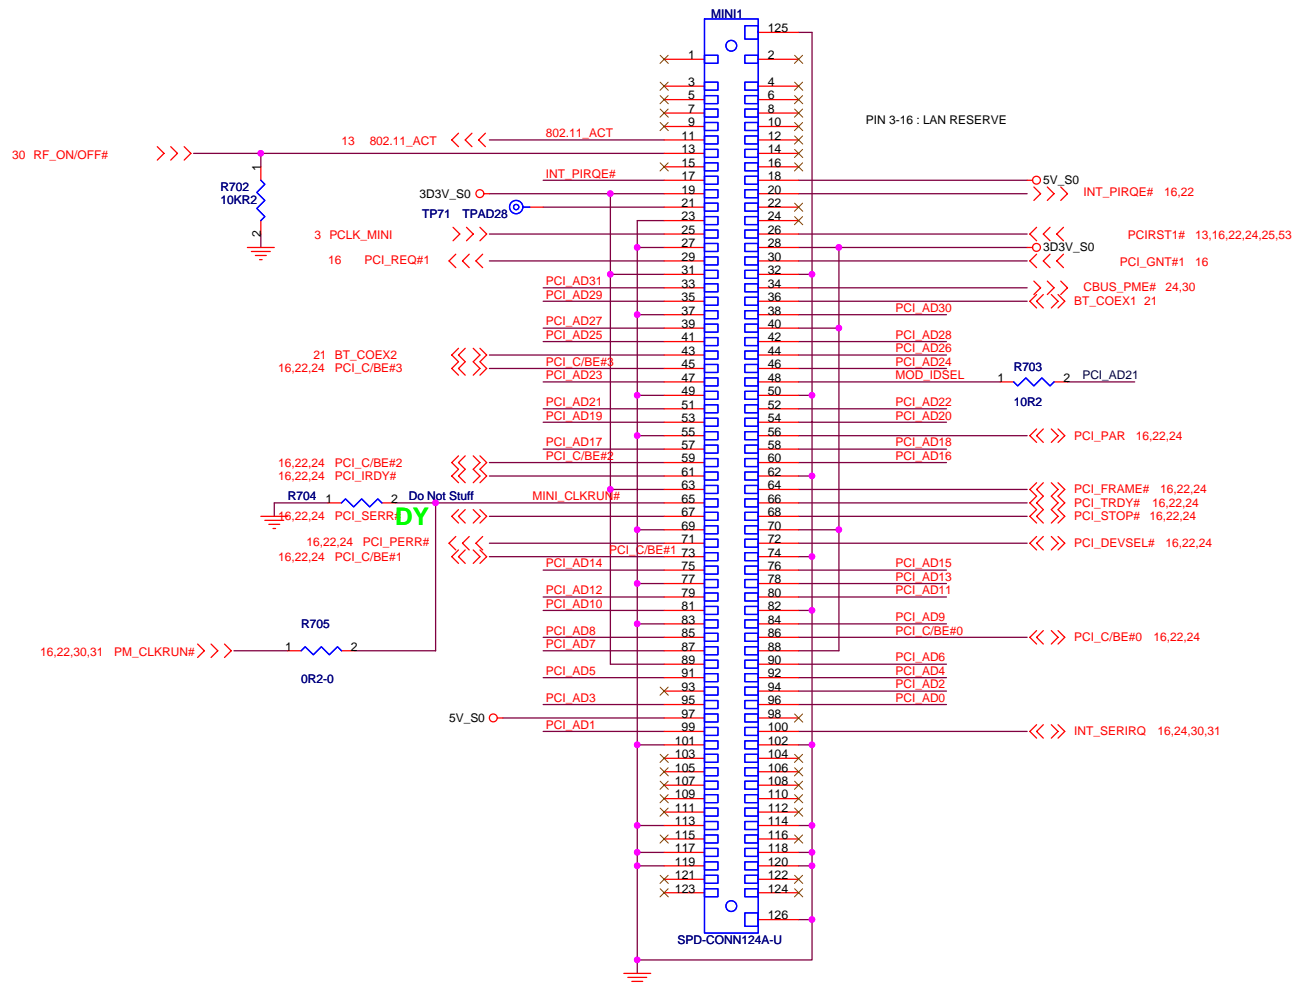 MINI1
125
1 2
3 4
5 6
7 8
9 10
PIN 3-16 : LAN RESERVE
13 802.11_ACT 802.11_ACT 11 12
30 RF_ON/OFF# 13 14
1
R702
10KR2
2
15 16
INT_PIRQE# 17 18 5V_S0
3D3V_S0 19 20 INT_PIRQE# 16,22
TP71 TPAD28 21 22
23 24
3 PCLK_MINI 25 26 PCIRST1# 13,16,22,24,25,53
27 28 3D3V_S0
16 PCI_REQ#1 29 30 PCI_GNT#1 16
31 32
PCI_AD31 33 34 CBUS_PME# 24,30
PCI_AD29 35 36 BT_COEX1 21
37 38 PCI_AD30
PCI_AD27 39 40
PCI_AD25 41 42 PCI_AD28
21 BT_COEX2 43 44 PCI_AD26
16,22,24 PCI_C/BE#3 PCI_C/BE#3 45 46 PCI_AD24
PCI_AD23 47 48 MOD_IDSEL 1 R703 2 PCI_AD21
10R2
49 50
PCI_AD21 51 52 PCI_AD22
PCI_AD19 53 54 PCI_AD20
55 56 PCI_PAR 16,22,24
PCI_AD17 57 58 PCI_AD18
16,22,24 PCI_C/BE#2 PCI_C/BE#2 59 60 PCI_AD16
16,22,24 PCI_IRDY# 61 62
63 64 PCI_FRAME# 16,22,24
R704 1 2 Do Not Stuff MINI_CLKRUN# 65 66 PCI_TRDY# 16,22,24
16,22,24 PCI_SERR# DY 67 68 PCI_STOP# 16,22,24
69 70
16,22,24 PCI_PERR# 71 72 PCI_DEVSEL# 16,22,24
16,22,24 PCI_C/BE#1 PCI_C/BE#1 73 74
PCI_AD14 75 76 PCI_AD15
77 78 PCI_AD13
PCI_AD12 79 80 PCI_AD11
PCI_AD10 81 82
83 84 PCI_AD9
PCI_AD8 85 86 PCI_C/BE#0 PCI_C/BE#0 16,22,24
PCI_AD7 87 88
R705
16,22,30,31 PM_CLKRUN# 1 2
0R2-0
89 90 PCI_AD6
PCI_AD5 91 92 PCI_AD4
93 94 PCI_AD2
PCI_AD3 95 96 PCI_AD0
5V_S0 97 98
PCI_AD1 99 100 INT_SERIRQ 16,24,30,31
101 102
103 104
105 106
107 108
109 110
111 112
113 114
115 116
117 118
119 120
121 122
123 124
126
SPD-CONN124A-U